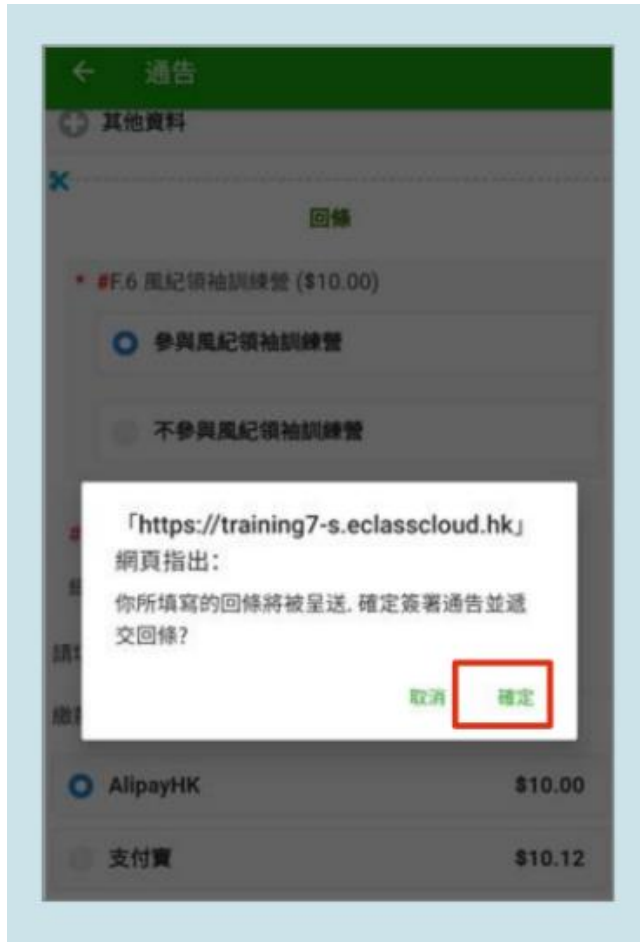 通告
其他資料
回條
* #F.6 風紀領袖訓練營 ($10.00)
參與風紀領袖訓練營
不參與風紀領袖訓練營
「https://training7-s.eclasscloud.hk」
網頁指出：
你所填寫的回條將被呈送, 確定簽署通告並遞
交回條?
取消 確定
AlipayHK $10.00
支付寶 $10.12